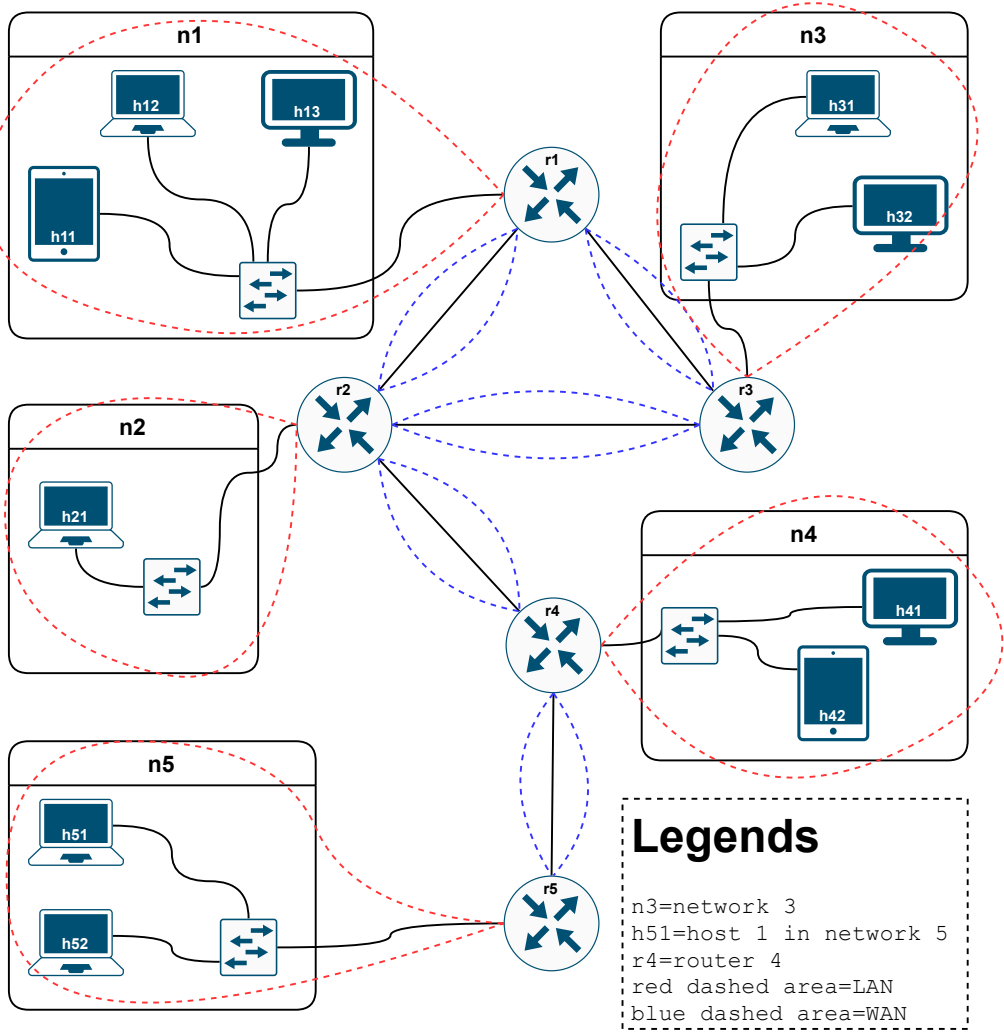 n1
h12
h13
h11
n3
h31
h32
r1
r2
r3
n2
h21
n4
h41
h42
r4
n5
h51
h52
r5
Legends
n3=network 3
h51=host 1 in network 5
r4=router 4
red dashed area=LAN
blue dashed area=WAN